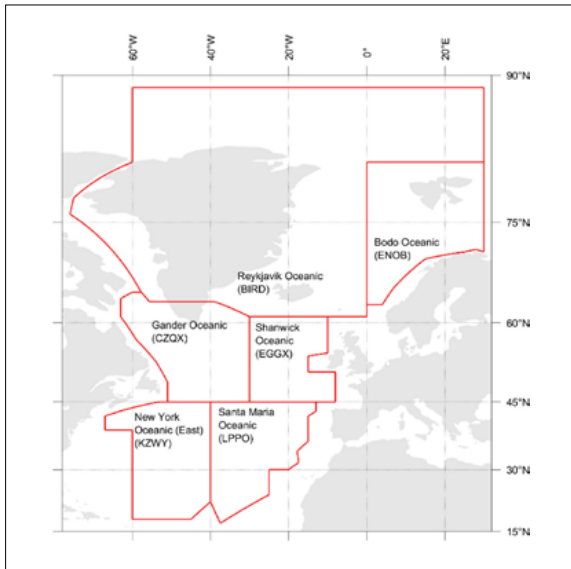 60°W
40°W
20°W
0°
20°E
90°N
75°N
Bodo Oceanic
(ENOB)
Reykjavik Oceanic
(BIRD)
60°N
Gander Oceanic
(CZQX)
Shanwick
Oceanic
(EGGX)
45°N
New York
Oceanic (East)
(KZWY)
Santa Maria
Oceanic
(LPPO)
30°N
15°N